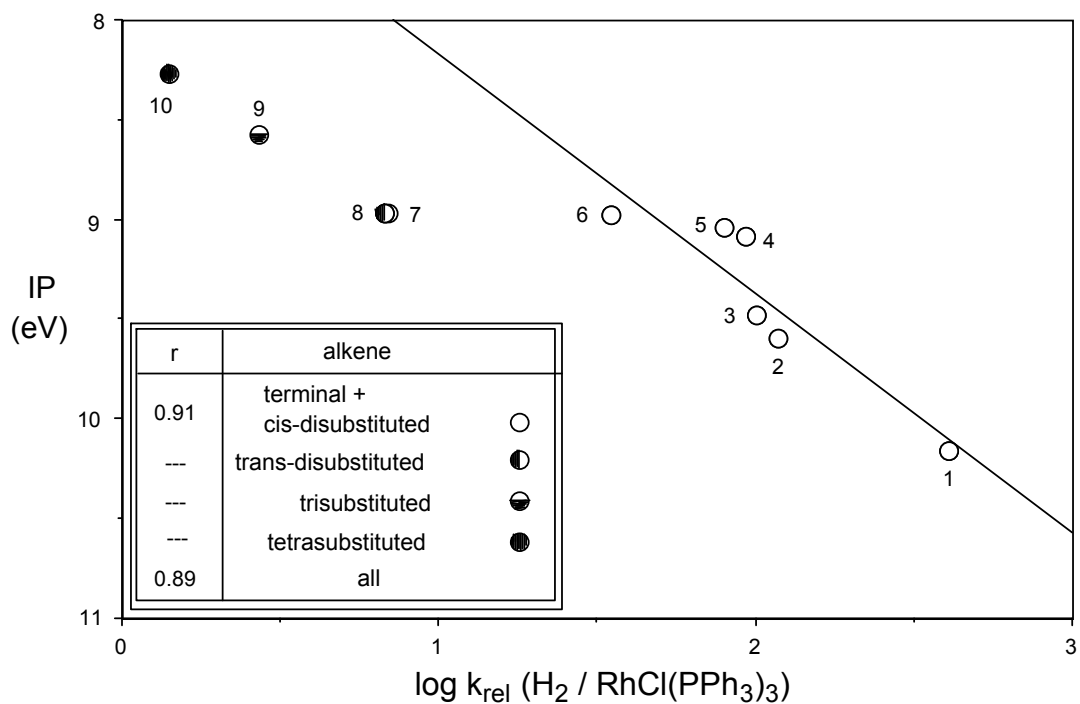 8
10
9
9
8
7
6
5
4
IP
(eV)
3
2
r alkene
0.91 terminal +
cis-disubstituted
10
--- trans-disubstituted
1
--- trisubstituted
--- tetrasubstituted
0.89 all
11
0 1 2 3
log krel (H2 / RhCl(PPh3)3)